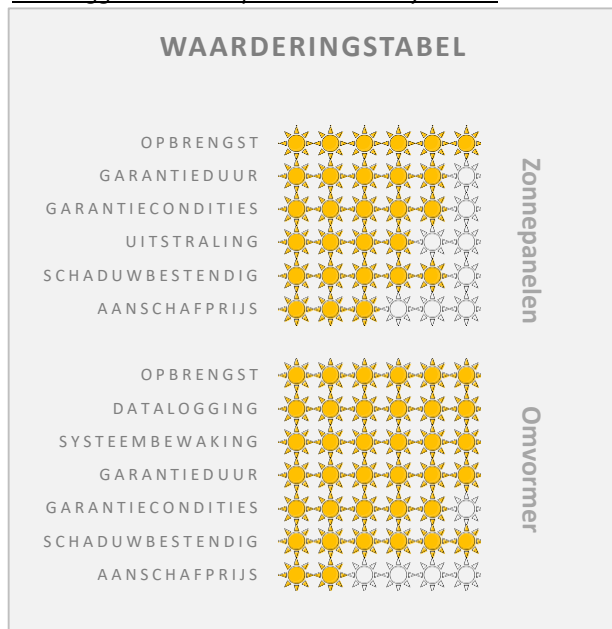 WAARDERINGSTABEL
OPBRENGST
GARANTIEDUUR
GARANTIECONDITIES
UITSTRALING
SCHADUWBESTENDIG
AANSCHAFPRIJS
Zonnepanelen
OPBRENGST
DATALOGGING
SYSTEEMBEWAKING
GARANTIEDUUR
GARANTIECONDITIES
SCHADUWBESTENDIG
AANSCHAFPRIJS
Omvormer